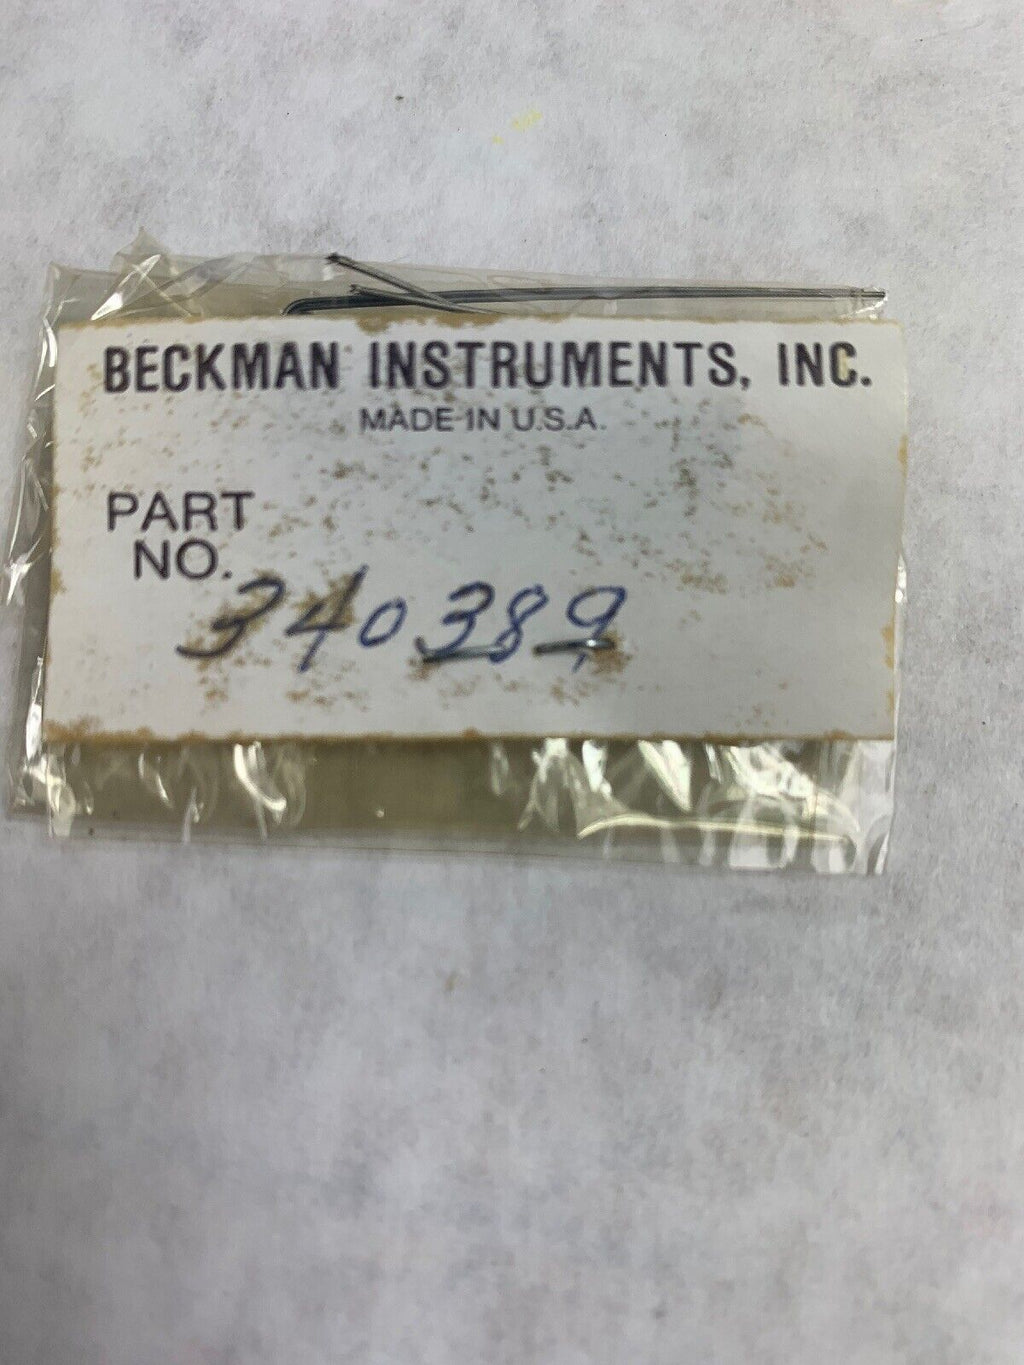 BECKMAN INSTRUMENTS, INC.
MADE IN U.S.A.
PART
NO.
340389